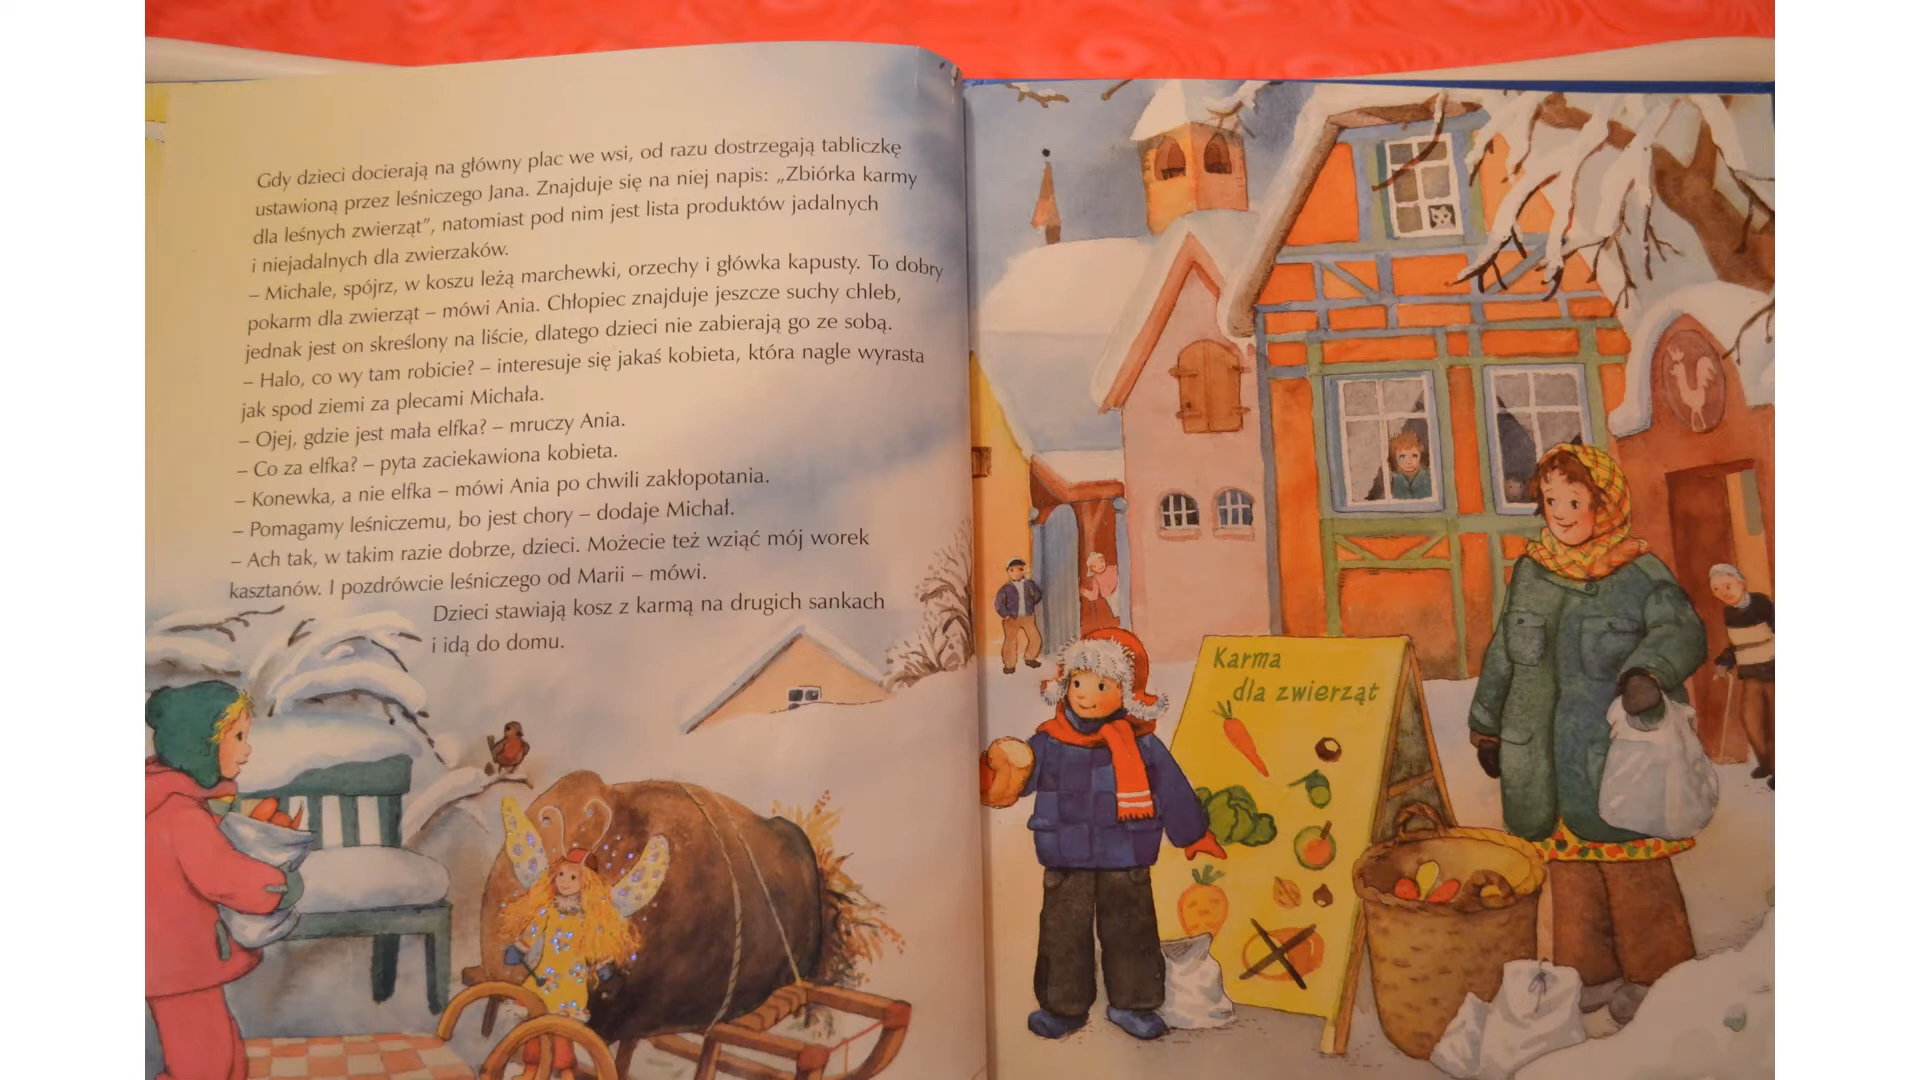 Gdy dzieci docierają na główny plac we wsi, od razu dostrzegają tabliczkę
ustawioną przez leśniczego Jana. Znajduje się na niej napis: „Zbiórka karmy
dla leśnych zwierząt”, natomiast pod nim jest lista produktów jadalnych
i niejadalnych dla zwierzaków.
– Michale, spójrz, w koszu leżą marchewki, orzechy i główka kapusty. To dobry
pokarm dla zwierząt – mówi Ania. Chłopiec znajduje jeszcze suchy chleb,
jednak jest on skreślony na liście, dlatego dzieci nie zabierają go ze sobą.
– Halo, co wy tam robicie? – interesuje się jakaś kobieta, która nagle wyrasta
jak spod ziemi za plecami Michała.
– Ojej, gdzie jest mała elfka? – mruczy Ania.
– Co za elfka? – pyta zaciekawiona kobieta.
– Konewka, a nie elfka – mówi Ania po chwili zakłopotania.
– Pomagamy leśniczemu, bo jest chory – dodaje Michał.
– Ach tak, w takim razie dobrze, dzieci. Możecie też wziąć mój worek
kasztanów. I pozdrówcie leśniczego od Marii – mówi.
Dzieci stawiają kosz z karmą na drugich sankach
i idą do domu.
Karma
dla zwierząt